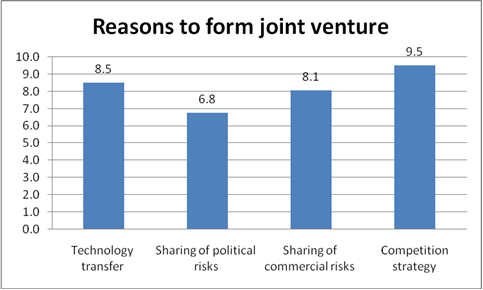 Reasons to form joint venture
10.0
9.0
8.0
7.0
6.0
5.0
4.0
3.0
2.0
1.0
0.0
8.5
6.8
8.1
9.5
Technology
transfer
Sharing of political
risks
Sharing of
commercial risks
Competition
strategy